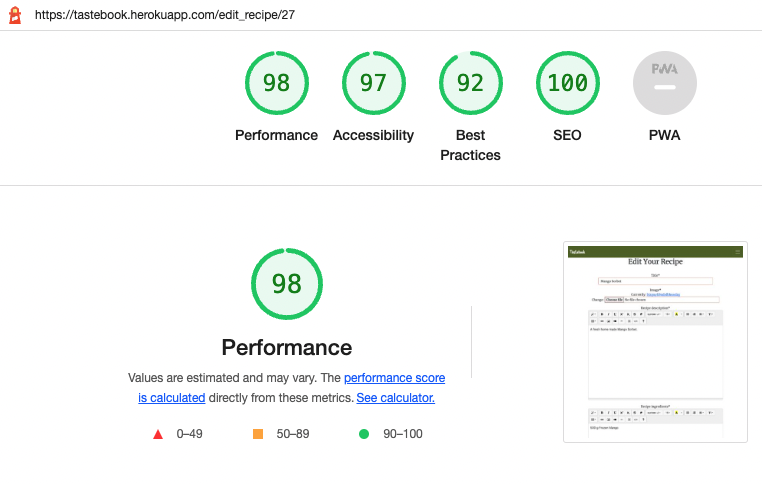 https://tastebook.herokuapp.com/edit_recipe/27
98
97
92
100
PWA
Performance
Accessibility
Best
Practices
SEO
PWA
98
Performance
Values are estimated and may vary. The performance score
is calculated directly from these metrics. See calculator.
0–49
50–89
90–100
Edit Your Recipe
Title*
Image*
Recipe description*
Recipe ingredients*